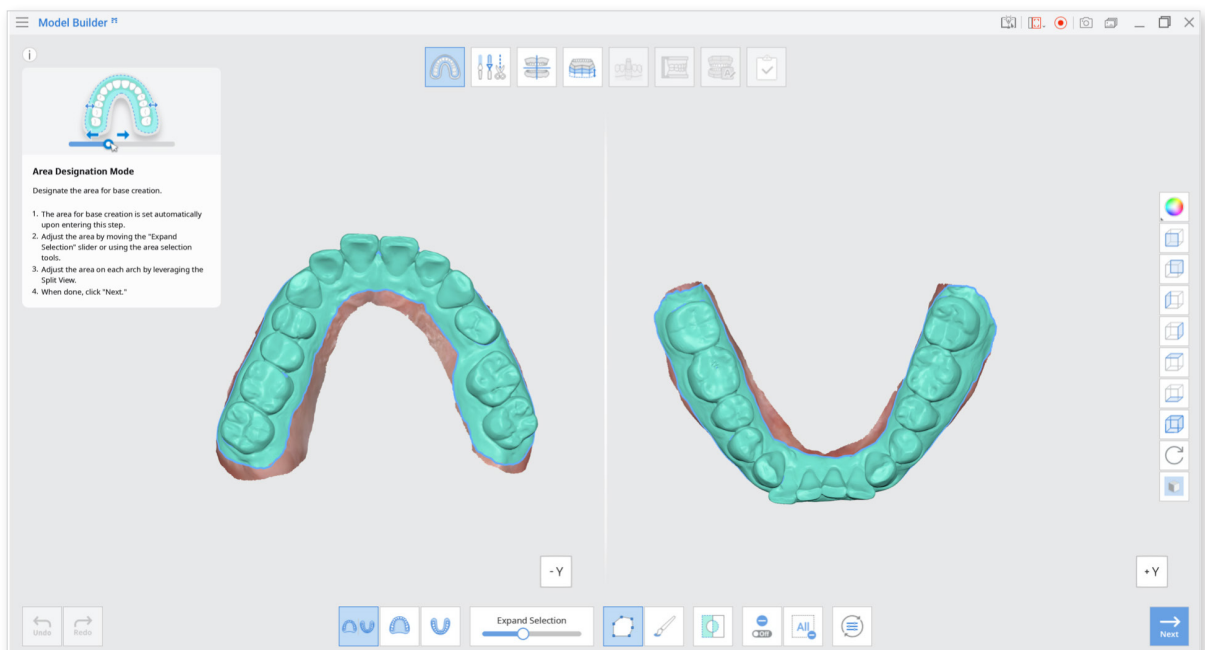 Model Builder M
i
Area Designation Mode
Designate the area for base creation.
1. The area for base creation is set automatically
upon entering this step.
2. Adjust the area by moving the "Expand
Selection" slider or using the area selection
tools.
3. Adjust the area on each arch by leveraging the
Split View.
4. When done, click "Next."
- Y
+ Y
Undo
Redo
Expand Selection
Off
All
Next